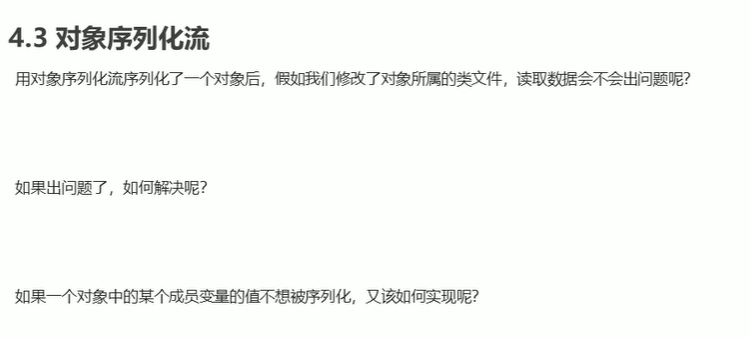 4.3 对象序列化流
用对象序列化流序列化了一个对象后，假如我们修改了对象所属的类文件，读取数据会不会出问题呢?
如果出问题了，如何解决呢?
如果一个对象中的某个成员变量的值不想被序列化，又该如何实现呢?